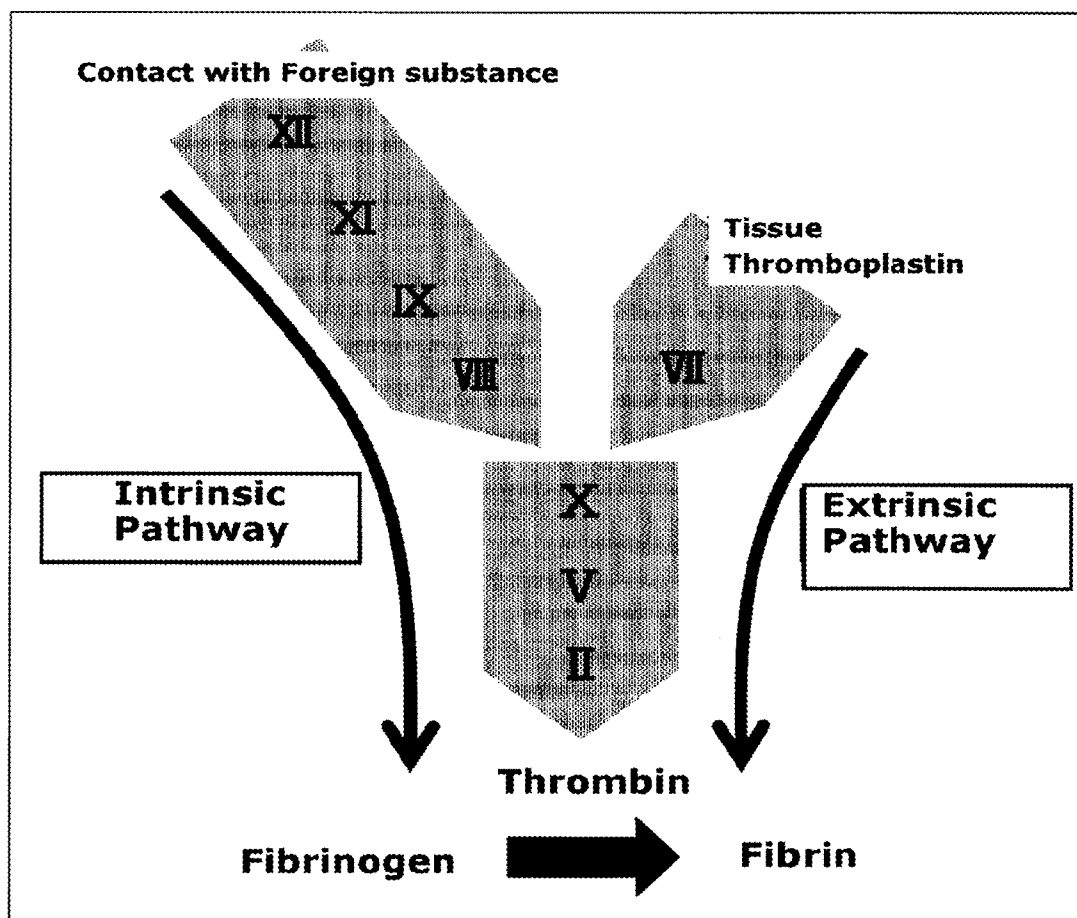 Contact with Foreign substance
XII
XI
IX
VIII
Tissue
Thromboplastin
VII
Intrinsic
Pathway
X
V
II
Extrinsic
Pathway
Thrombin
Fibrinogen
Fibrin